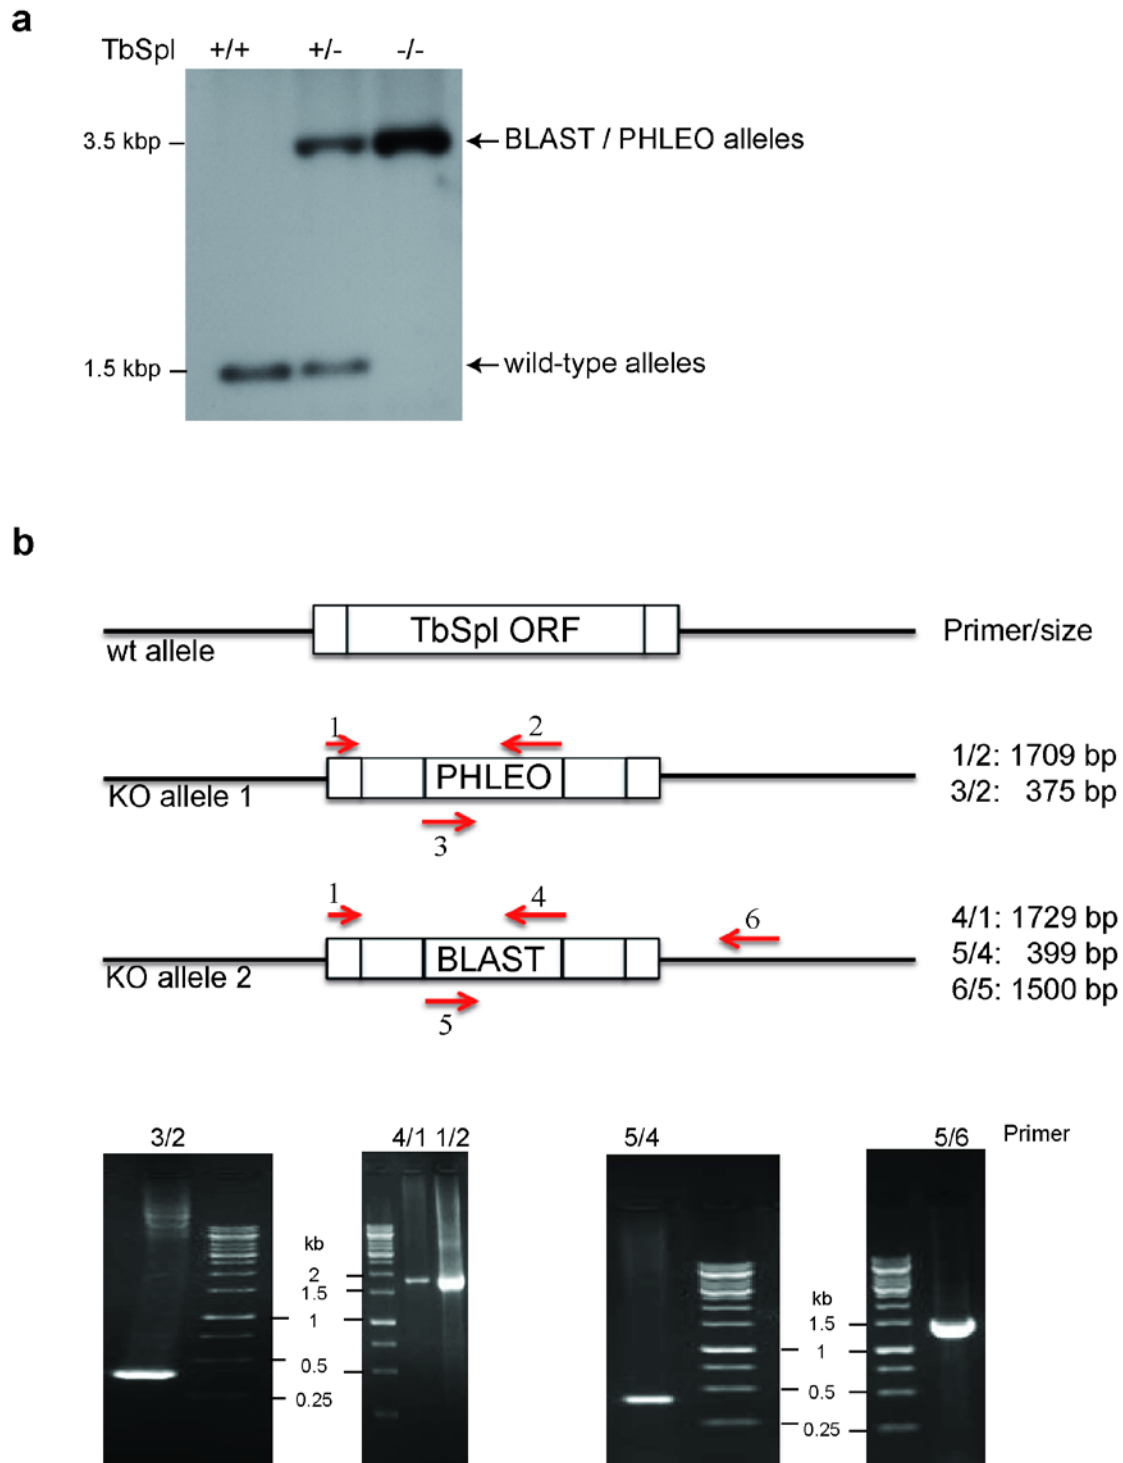 a
TbSpl +/+ +/- -/-
3.5 kbp BLAST / PHLEO alleles
1.5 kbp wild-type alleles
b
TbSpl ORF Primer/size
wt allele
1 2
PHLEO 1/2: 1709 bp
KO allele 1 3/2: 375 bp
3
1 4 6
4/1: 1729 bp
BLAST 5/4: 399 bp
KO allele 2 6/5: 1500 bp
5
3/2 4/1 1/2 5/4 5/6 Primer
kb
2
1.5
1
0.5
0.25
kb
1.5
1
0.5
0.25